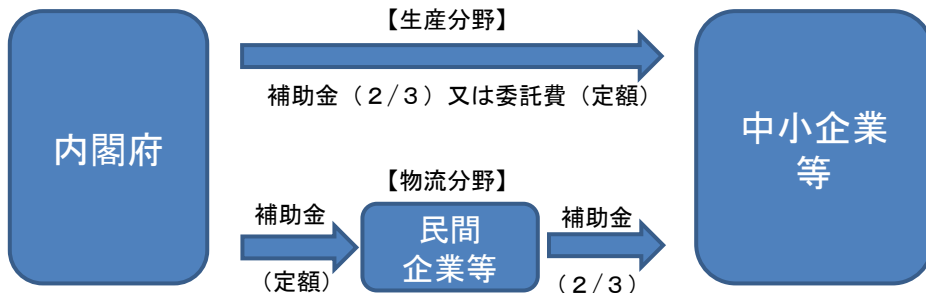 【生産分野】
補助金（２/３）又は委託費（定額）
内閣府
中小企業
等
【物流分野】
補助金
（定額）
民間
企業等
補助金
（２/３）